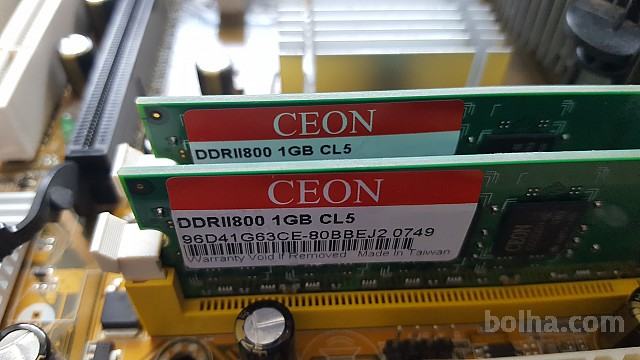 CEON
DDRII800 1GB CL5
CEON
DDRII800 1GB CL5
96D41G63CE-80BBEJ2 0749
Warranty Void If Removed Made In Taiwan
CEON
bolha.com